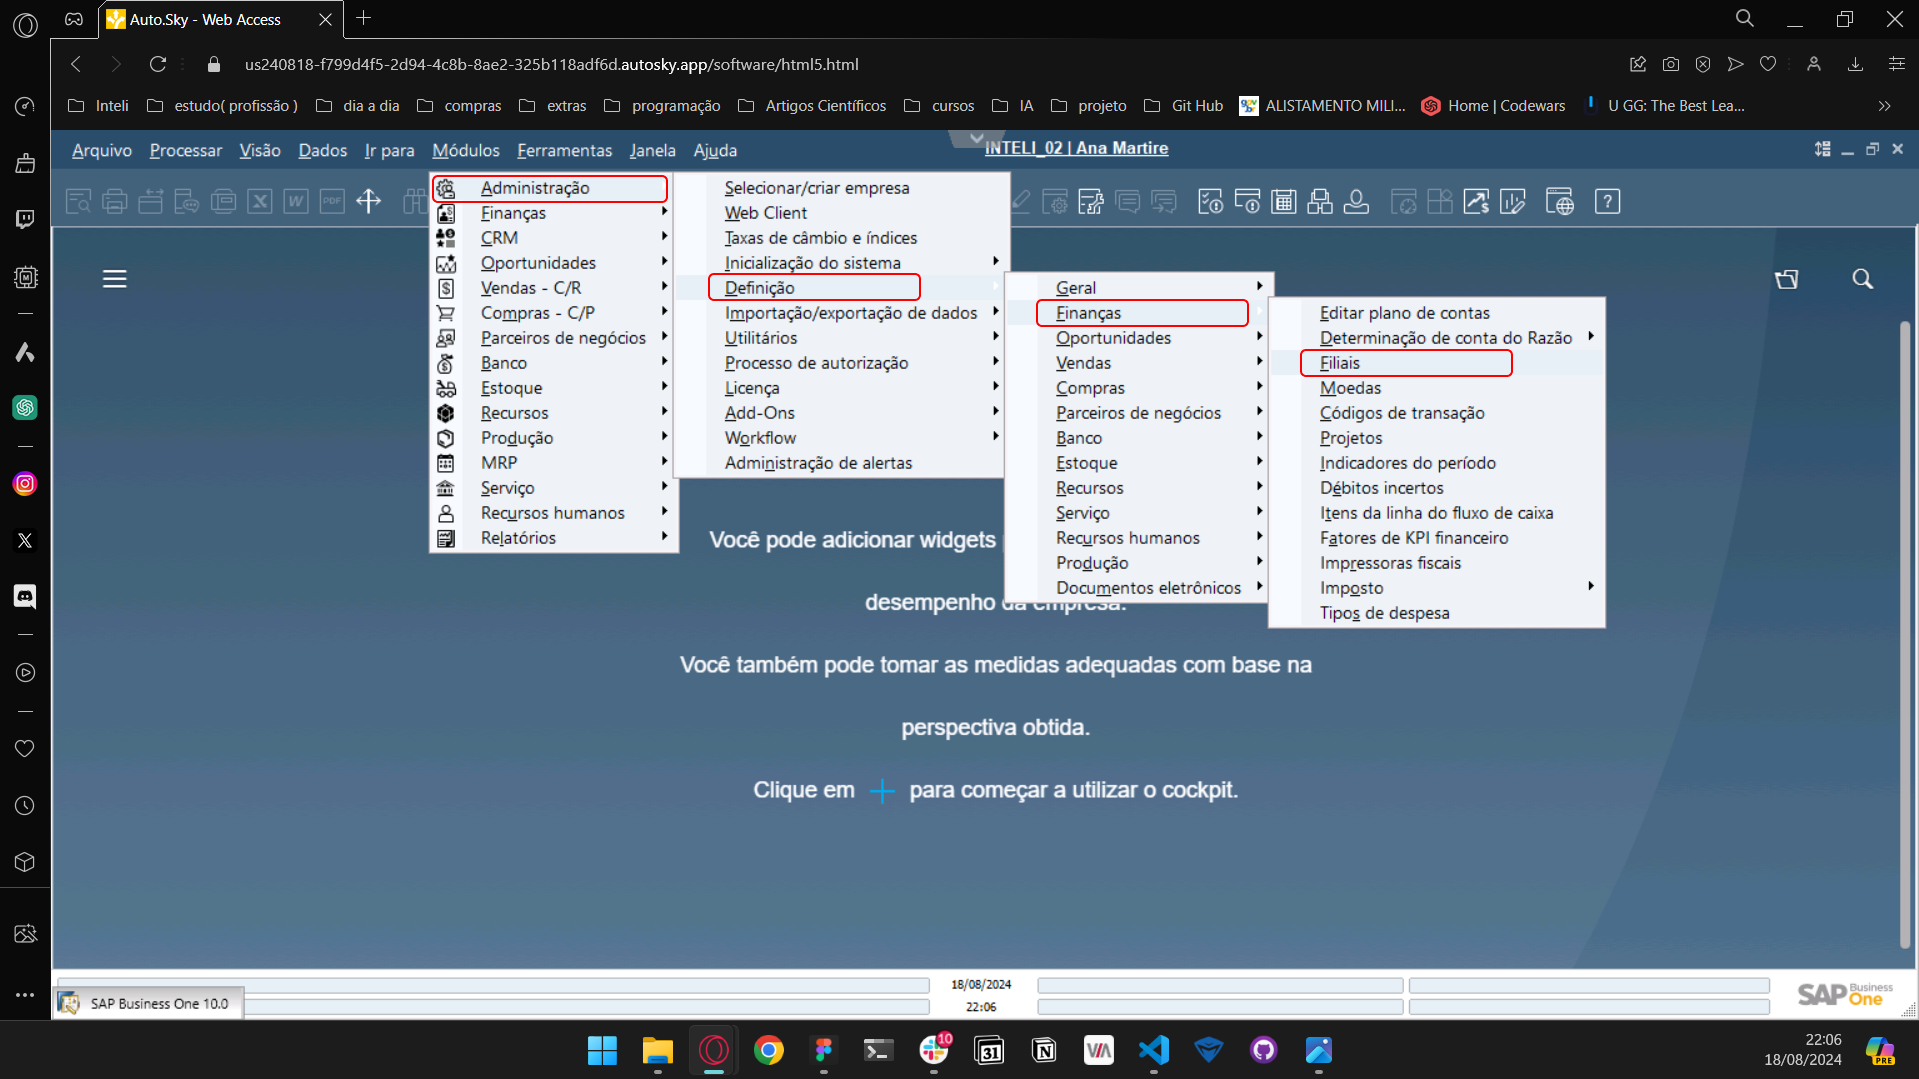 Auto.Sky - Web Access
us240818-f799d4f5-2d94-4c8b-8ae2-325b118adf6d.autosky.app/software/html5.html
Inteli
estudo( profissão )
dia a dia
compras
extras
programação
Artigos Científicos
cursos
IA
projeto
Git Hub
ALISTAMENTO MILI...
Home | Codewars
U GG: The Best Lea...
Arquivo Processar Visão Dados Ir para Módulos Ferramentas Janela Ajuda
INTELI_02 | Ana Martire
Administração
Finanças
CRM
Oportunidades
Vendas - C/R
Compras - C/P
Parceiros de negócios
Banco
Estoque
Recursos
Produção
MRP
Serviço
Recursos humanos
Relatórios
Selecionar/criar empresa
Web Client
Taxas de câmbio e índices
Inicialização do sistema
Definição
Importação/exportação de dados
Utilitários
Processo de autorização
Licença
Add-Ons
Workflow
Administração de alertas
Geral
Finanças
Oportunidades
Vendas
Compras
Parceiros de negócios
Banco
Estoque
Recursos
Serviço
Recursos humanos
Produção
Documentos eletrônicos
Editar plano de contas
Determinação de conta do Razão
Filiais
Moedas
Códigos de transação
Projetos
Indicadores do período
Débitos incertos
Itens da linha do fluxo de caixa
Fatores de KPI financeiro
Impressoras fiscais
Imposto
Tipos de despesa
Você pode adicionar widgets
desempenho da empresa.
Você também pode tomar as medidas adequadas com base na
perspectiva obtida.
Clique em + para começar a utilizar o cockpit.
18/08/2024
22:06
SAP Business One
SAP Business One 10.0
10
31
22:06
18/08/2024
PRE